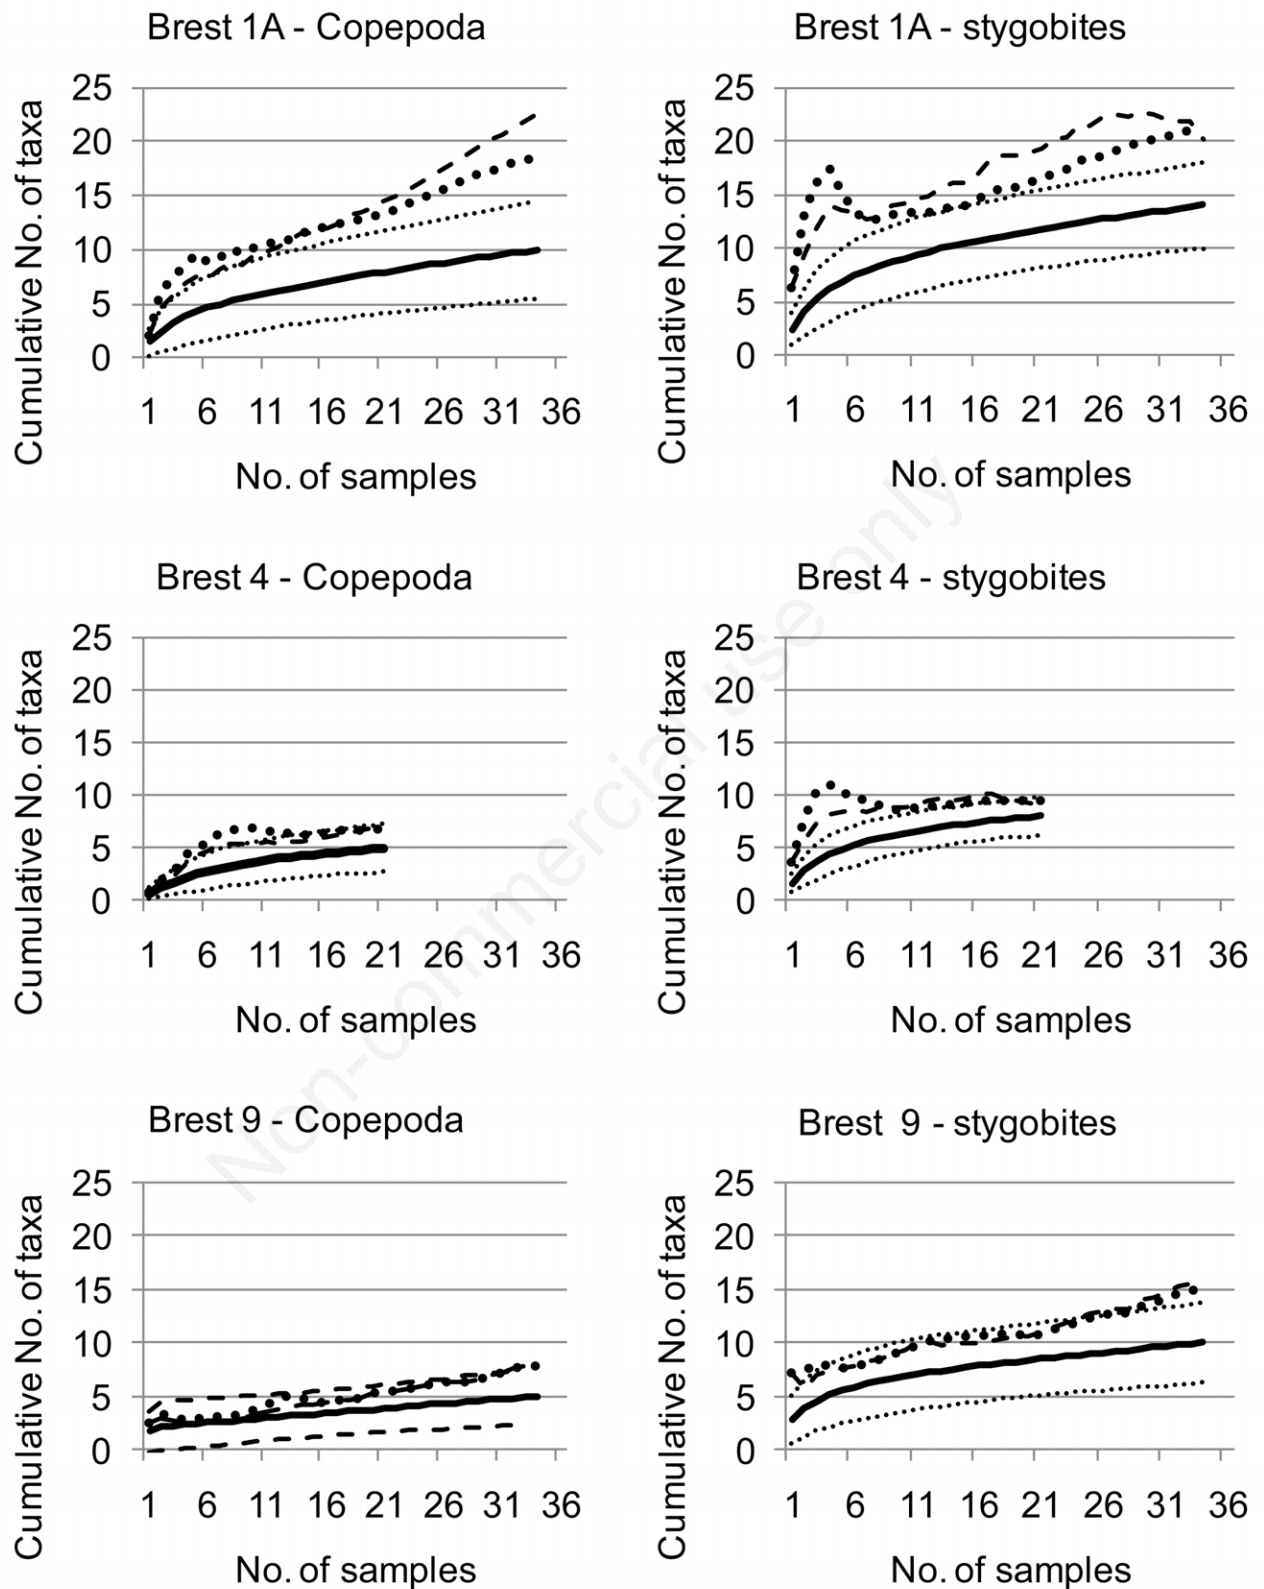 Brest 1A - Copepoda
Cumulative No. of taxa
25
20
15
10
5
0
1 6 11 16 21 26 31 36
No. of samples
Brest 1A - stygobites
Cumulative No. of taxa
25
20
15
10
5
0
1 6 11 16 21 26 31 36
No. of samples
Brest 4 - Copepoda
Cumulative No. of taxa
25
20
15
10
5
0
1 6 11 16 21 26 31 36
No. of samples
Brest 4 - stygobites
Cumulative No. of taxa
25
20
15
10
5
0
1 6 11 16 21 26 31 36
No. of samples
Brest 9 - Copepoda
Cumulative No. of taxa
25
20
15
10
5
0
1 6 11 16 21 26 31 36
No. of samples
Brest 9 - stygobites
Cumulative No. of taxa
25
20
15
10
5
0
1 6 11 16 21 26 31 36
No. of samples
Non-commercial use only